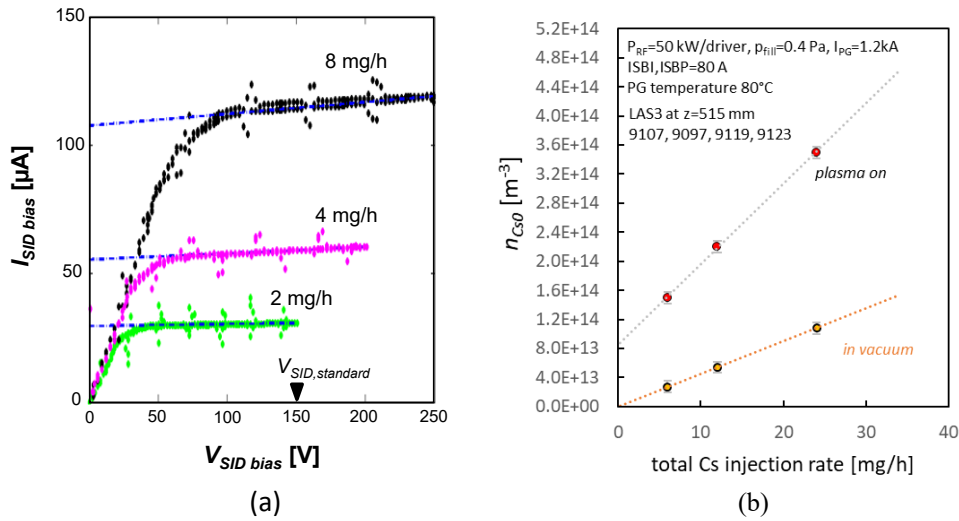 150
100
50
0
I_SID bias [µA]
8 mg/h
4 mg/h
2 mg/h
V_SID,standard
0 50 100 150 200 250
V_SID bias [V]
(a)
5.2E+14
4.8E+14
4.4E+14
4.0E+14
3.6E+14
3.2E+14
2.8E+14
2.4E+14
2.0E+14
1.6E+14
1.2E+14
8.0E+13
4.0E+13
0.0E+00
n_Cs0 [m⁻³]
P_RF=50 kW/driver, p_fill=0.4 Pa, I_PG=1.2kA
ISBI,ISBP=80 A
PG temperature 80°C
LAS3 at z=515 mm
9107, 9097, 9119, 9123
plasma on
in vacuum
0 10 20 30 40
total Cs injection rate [mg/h]
(b)